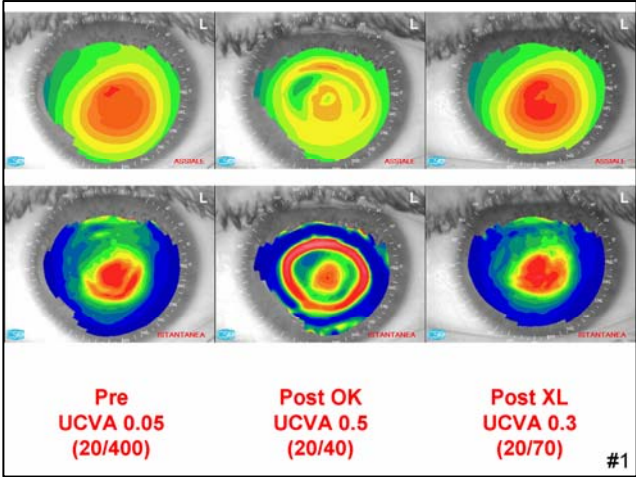 L
L
L
ASSIALE
ASSIALE
ASSIALE
L
L
L
ISTANTANEA
ISTANTANEA
ISTANTANEA
Pre
UCVA 0.05
(20/400)
Post OK
UCVA 0.5
(20/40)
Post XL
UCVA 0.3
(20/70)
#1